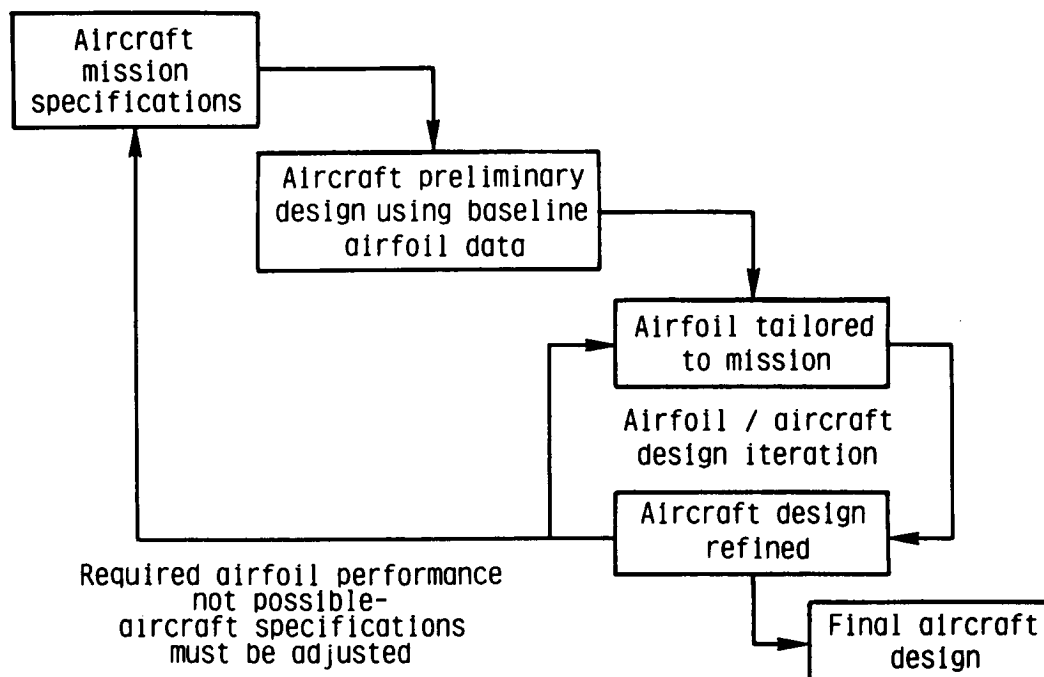 Aircraft
mission
specifications
Aircraft preliminary
design using baseline
airfoil data
Airfoil tailored
to mission
Airfoil / aircraft
design iteration
Aircraft design
refined
Required airfoil performance
not possible-
aircraft specifications
must be adjusted
Final aircraft
design